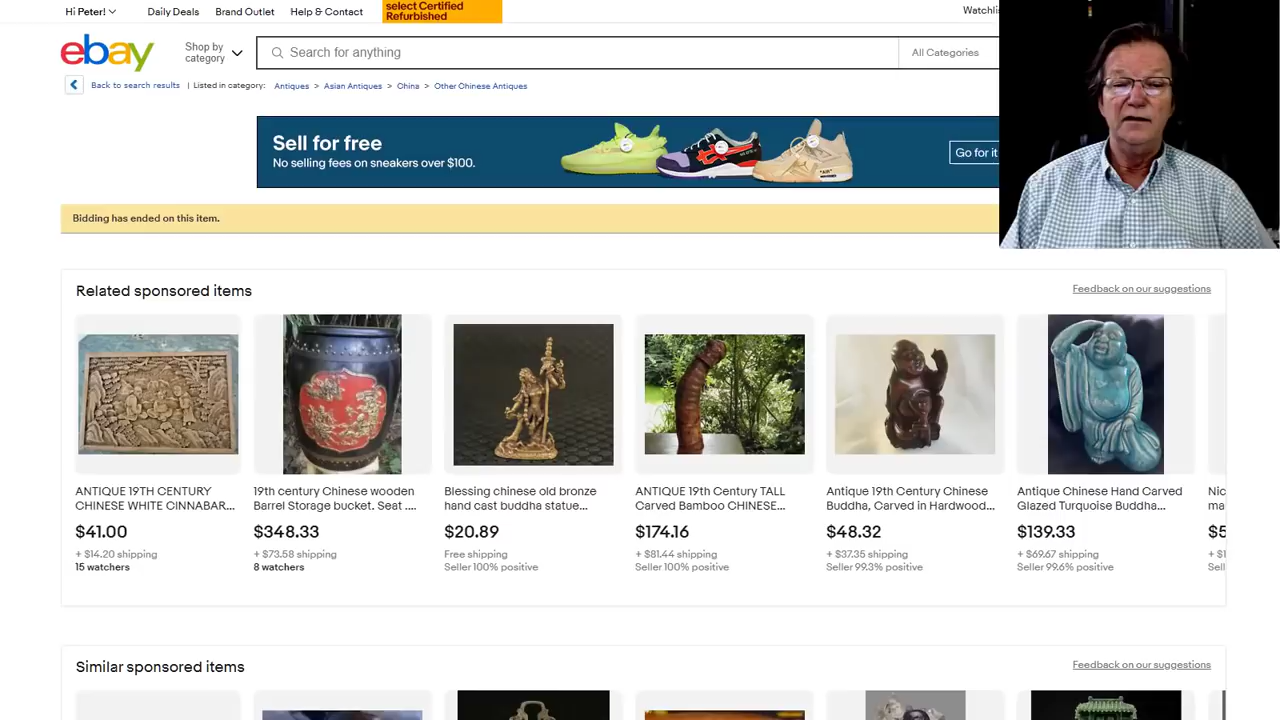 Hi Peter!
Daily Deals
Brand Outlet
Help & Contact
select Certified
Refurbished
ebay
Shop by
category
Search for anything
All Categories
Back to search results | Listed in category: Antiques > Asian Antiques > China > Other Chinese Antiques
Sell for free
No selling fees on sneakers over $100.
Go for it
Bidding has ended on this item.
Related sponsored items
Feedback on our suggestions
ANTIQUE 19TH CENTURY
CHINESE WHITE CINNABAR...
$41.00
+ $14.20 shipping
15 watchers
19th century Chinese wooden
Barrel Storage bucket. Seat ....
$348.33
+ $73.58 shipping
8 watchers
Blessing chinese old bronze
hand cast buddha statue...
$20.89
Free shipping
Seller 100% positive
ANTIQUE 19th Century TALL
Carved Bamboo CHINESE...
$174.16
+ $81.44 shipping
Seller 100% positive
Antique 19th Century Chinese
Buddha, Carved in Hardwood...
$48.32
+ $37.35 shipping
Seller 99.3% positive
Antique Chinese Hand Carved
Glazed Turquoise Buddha...
$139.33
+ $69.67 shipping
Seller 99.6% positive
Similar sponsored items
Feedback on our suggestions